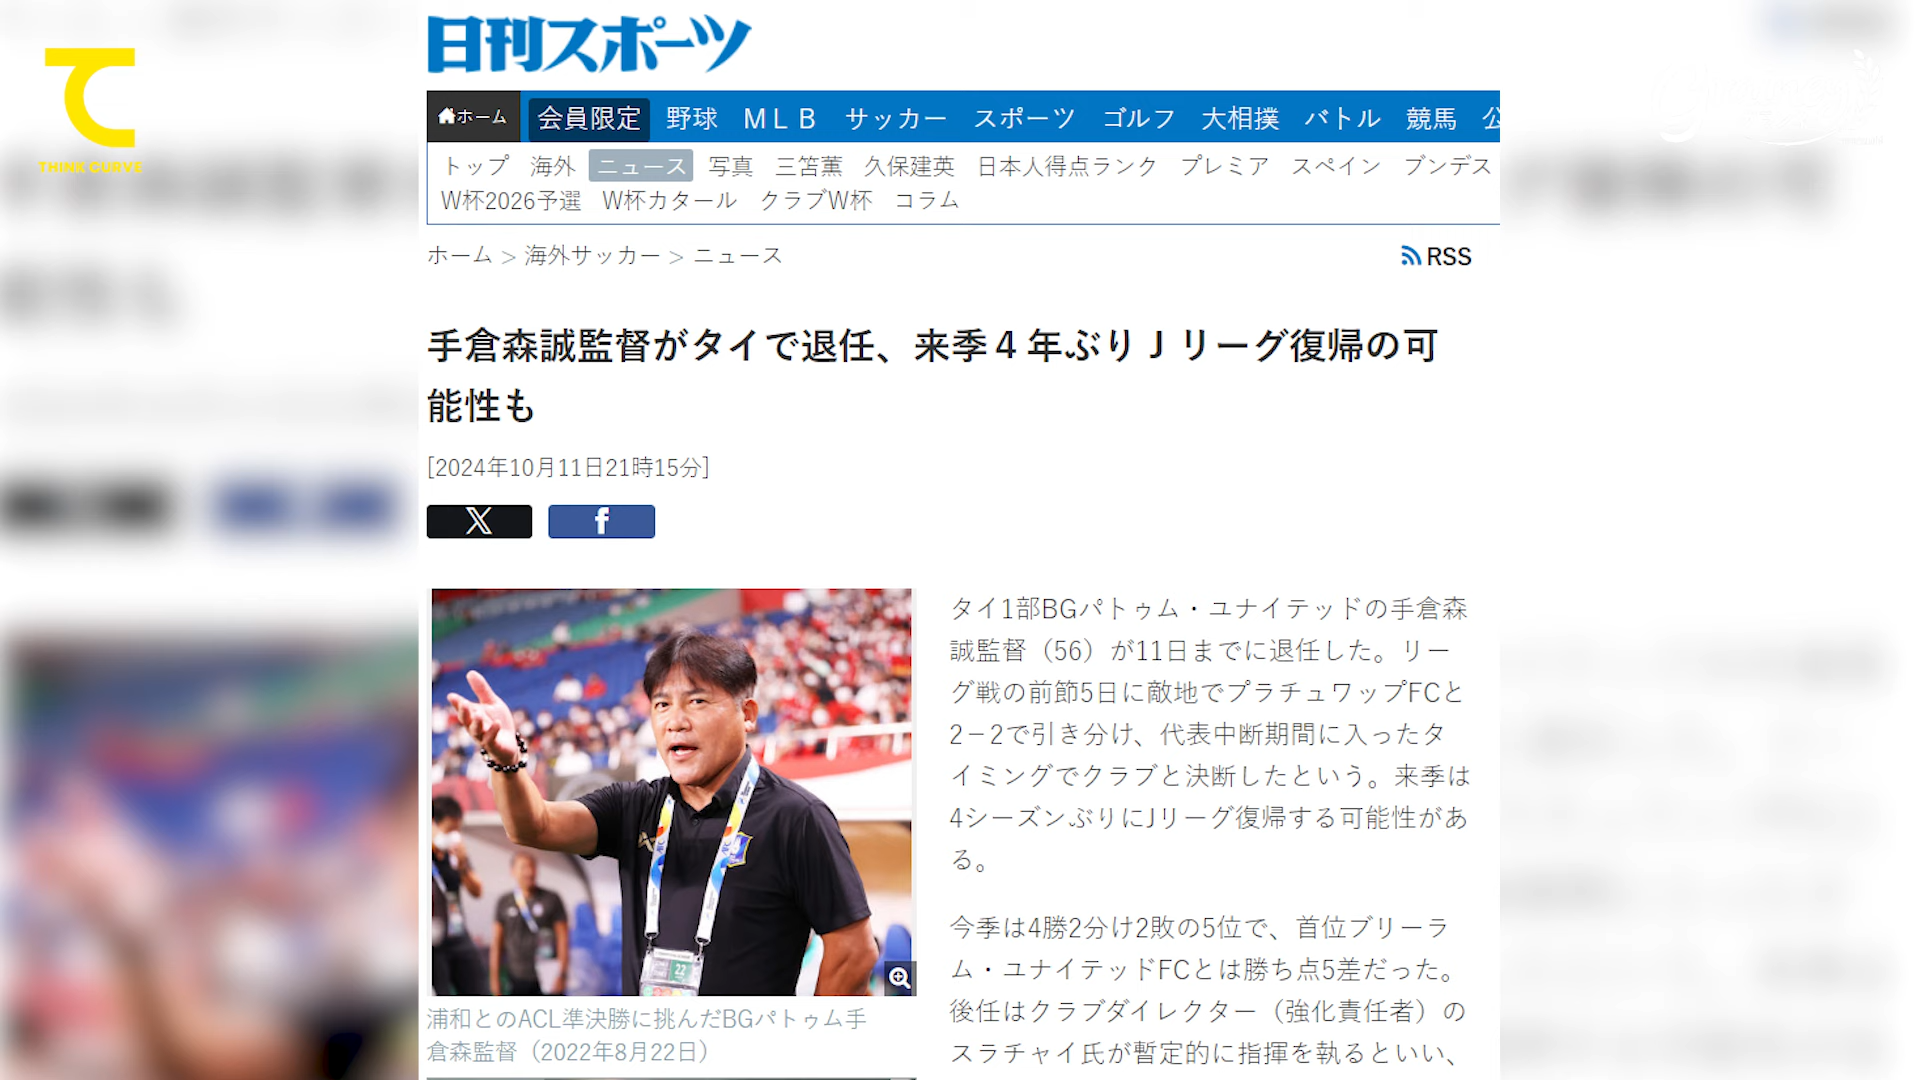 THINK CURVE
日刊スポーツ
ホーム 会員限定 野球 ＭＬＢ サッカー スポーツ ゴルフ 大相撲 バトル 競馬 公
トップ 海外 ニュース 写真 三笘薫 久保建英 日本人得点ランク プレミア スペイン ブンデス
W杯2026予選 W杯カタール クラブW杯 コラム
ホーム > 海外サッカー > ニュース
RSS
手倉森誠監督がタイで退任、来季４年ぶりＪリーグ復帰の可
能性も
[2024年10月11日21時15分]
タイ1部BGパトゥム・ユナイテッドの手倉森
誠監督（56）が11日までに退任した。リー
グ戦の前節5日に敵地でプラチュワップFCと
2－2で引き分け、代表中断期間に入ったタ
イミングでクラブと決断したという。来季は
4シーズンぶりにJリーグ復帰する可能性があ
る。
今季は4勝2分け2敗の5位で、首位ブリーラ
ム・ユナイテッドFCとは勝ち点5差だった。
後任はクラブダイレクター（強化責任者）の
スラチャイ氏が暫定的に指揮を執るといい、
浦和とのACL準決勝に挑んだBGパトゥム手
倉森監督（2022年8月22日）